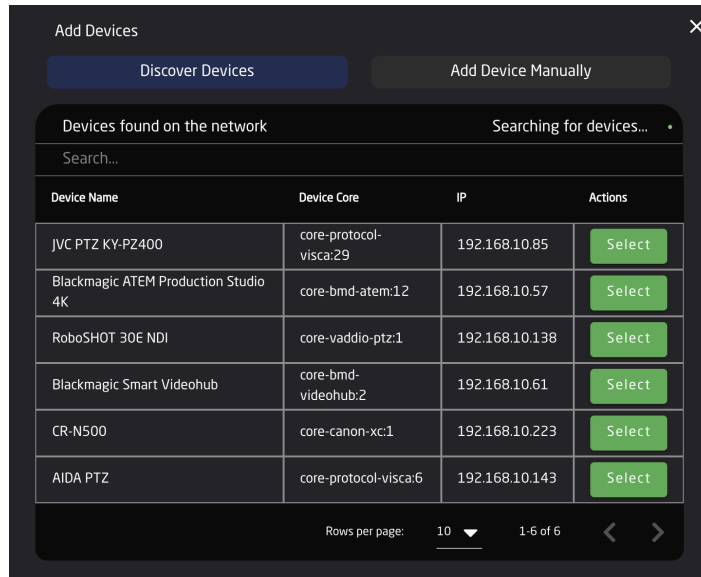 Add Devices
Discover Devices
Add Device Manually
Devices found on the network
Searching for devices...
Search...
Device Name
Device Core
IP
Actions
JVC PTZ KY-PZ400
core-protocol-
visca:29
192.168.10.85
Select
Blackmagic ATEM Production Studio
4K
core-bmd-atem:12
192.168.10.57
Select
RoboSHOT 30E NDI
core-vaddio-ptz:1
192.168.10.138
Select
Blackmagic Smart Videohub
core-bmd-
videohub:2
192.168.10.61
Select
CR-N500
core-canon-xc:1
192.168.10.223
Select
AIDA PTZ
core-protocol-visca:6
192.168.10.143
Select
Rows per page:
10
1-6 of 6